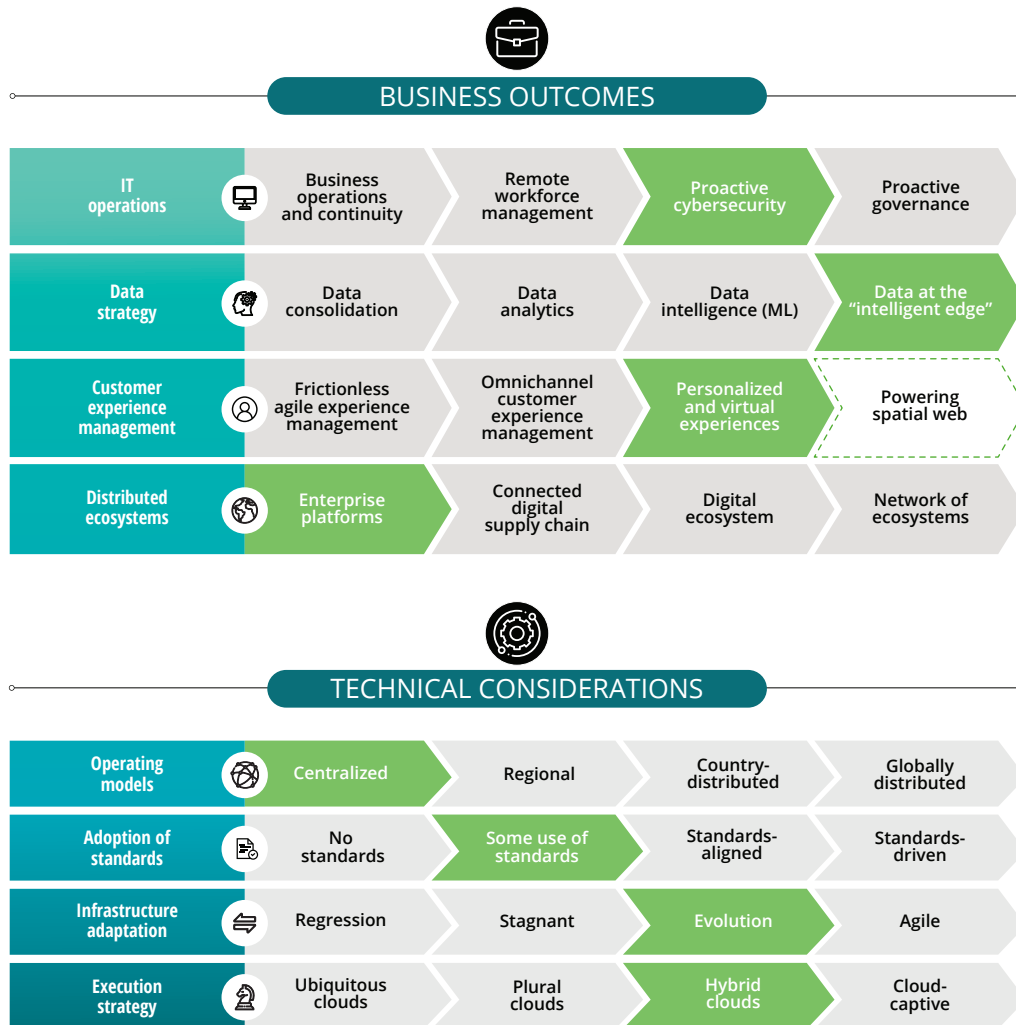 BUSINESS OUTCOMES
IT
operations
Business
operations
and continuity
Remote
workforce
management
Proactive
cybersecurity
Proactive
governance
Data
strategy
Data
consolidation
Data
analytics
Data
intelligence (ML)
Data at the
“intelligent edge”
Customer
experience
management
Frictionless
agile experience
management
Omnichannel
customer
experience
management
Personalized
and virtual
experiences
Powering
spatial web
Distributed
ecosystems
Enterprise
platforms
Connected
digital
supply chain
Digital
ecosystem
Network of
ecosystems
TECHNICAL CONSIDERATIONS
Operating
models
Centralized
Regional
Country-
distributed
Globally
distributed
Adoption of
standards
No
standards
Some use of
standards
Standards-
aligned
Standards-
driven
Infrastructure
adaptation
Regression
Stagnant
Evolution
Agile
Execution
strategy
Ubiquitous
clouds
Plural
clouds
Hybrid
clouds
Cloud-
captive